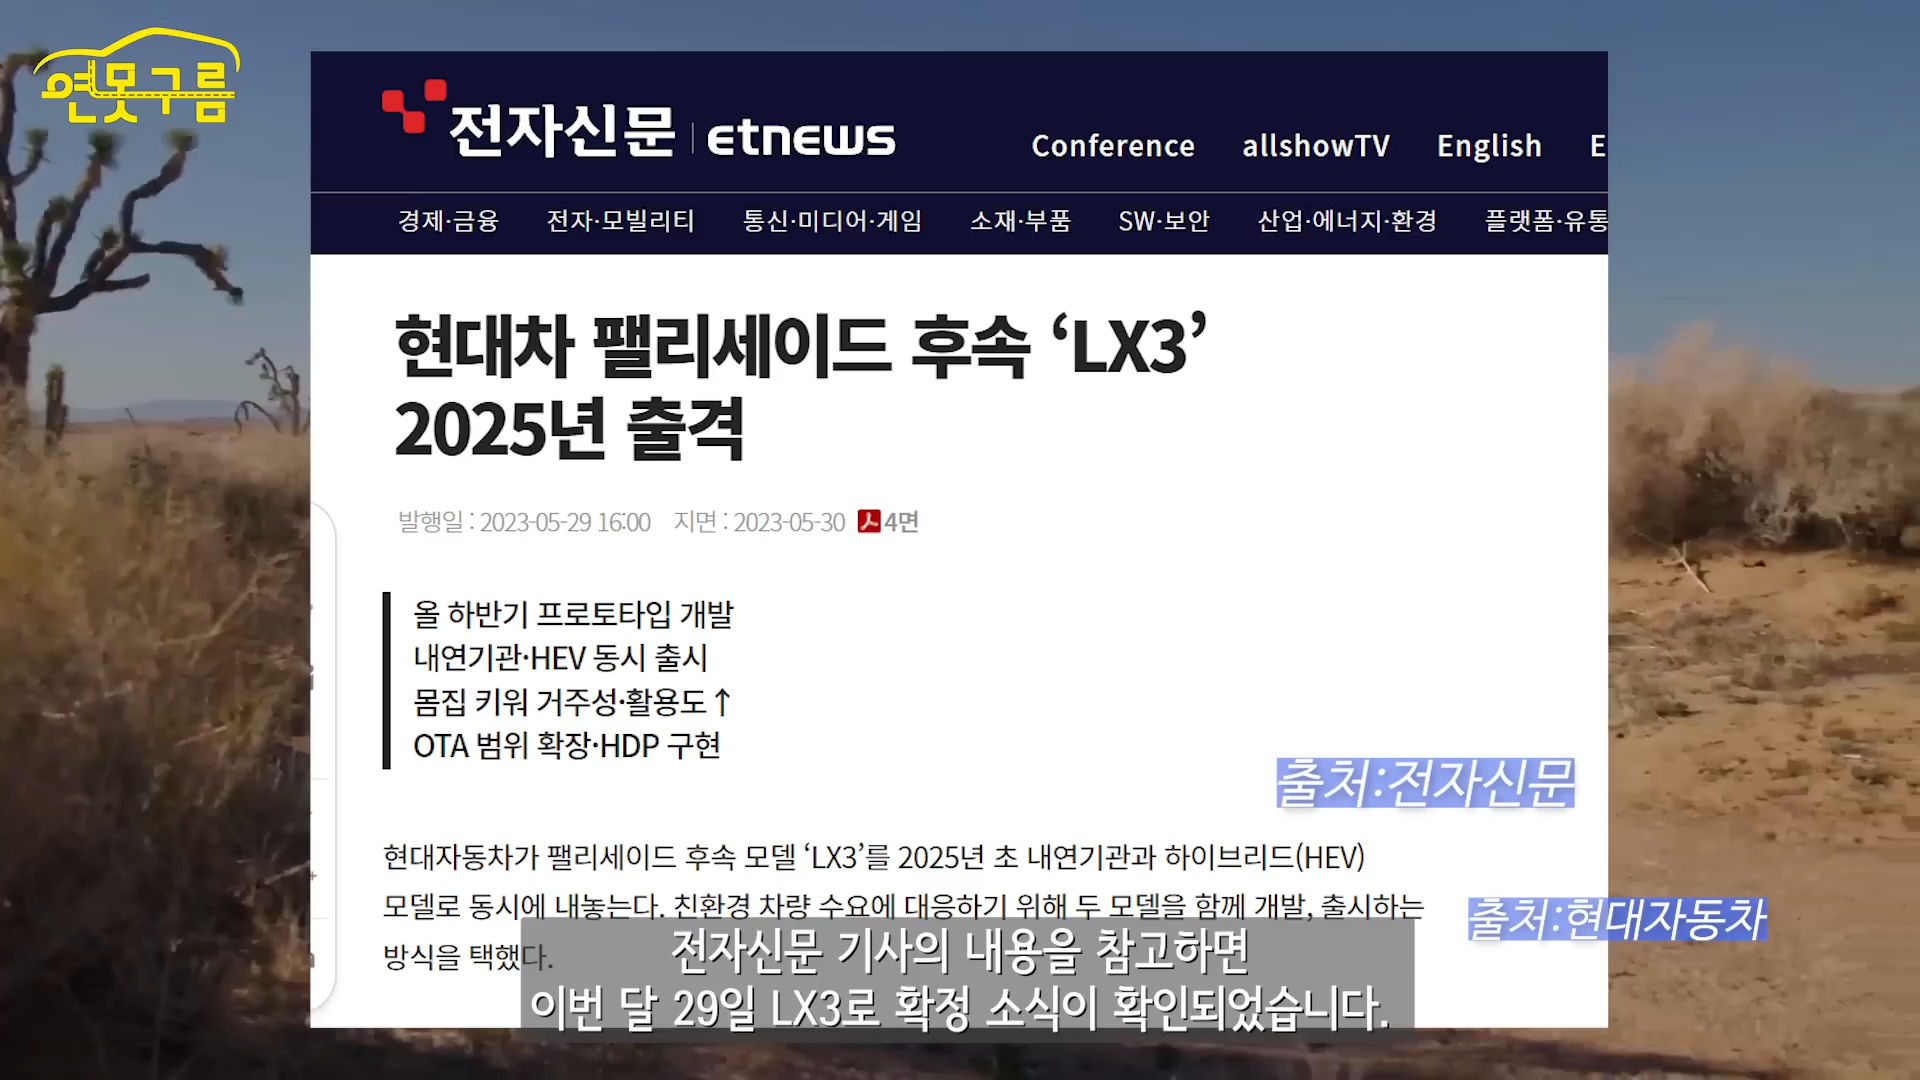 연못구름
전자신문 | etnews
Conference allshowTV English E
경제·금융 전자·모빌리티 통신·미디어·게임 소재·부품 SW·보안 산업·에너지·환경 플랫폼·유통
현대차 팰리세이드 후속 ‘LX3’
2025년 출격
발행일 : 2023-05-29 16:00 지면 : 2023-05-30 4면
올 하반기 프로토타입 개발
내연기관·HEV 동시 출시
몸집 키워 거주성·활용도↑
OTA 범위 확장·HDP 구현
출처:전자신문
현대자동차가 팰리세이드 후속 모델 ‘LX3’를 2025년 초 내연기관과 하이브리드(HEV)
모델로 동시에 내놓는다. 친환경 차량 수요에 대응하기 위해 두 모델을 함께 개발, 출시하는
출처:현대자동차
방식을 택했다.
전자신문 기사의 내용을 참고하면
이번 달 29일 LX3로 확정 소식이 확인되었습니다.